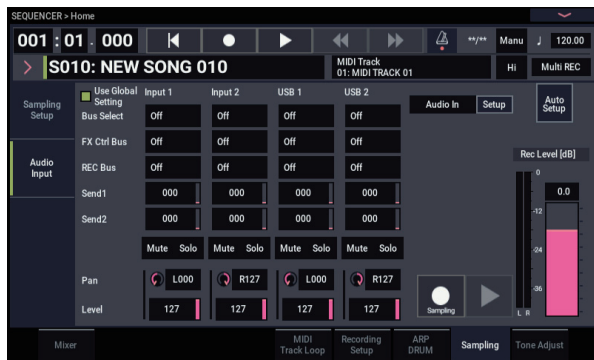 SEQUENCER > Home
001 : 01 . 000
**/** Manu ♩ 120.00
S010: NEW SONG 010
MIDI Track
01: MIDI TRACK 01
Hi
Multi REC
Sampling
Setup
Audio
Input
Use Global
Setting
Input 1 Input 2 USB 1 USB 2
Audio In Setup
Auto
Setup
Bus Select Off Off Off Off
FX Ctrl Bus Off Off Off Off
REC Bus Off Off Off Off
Send1 000 000 000 000
Send2 000 000 000 000
Mute Solo Mute Solo Mute Solo Mute Solo
Pan L000 R127 L000 R127
Level 127 127 127 127
Rec Level [dB]
0
0.0
-12
-24
-36
L R
Sampling
Mixer
MIDI
Track Loop
Recording
Setup
ARP
DRUM
Sampling
Tone Adjust